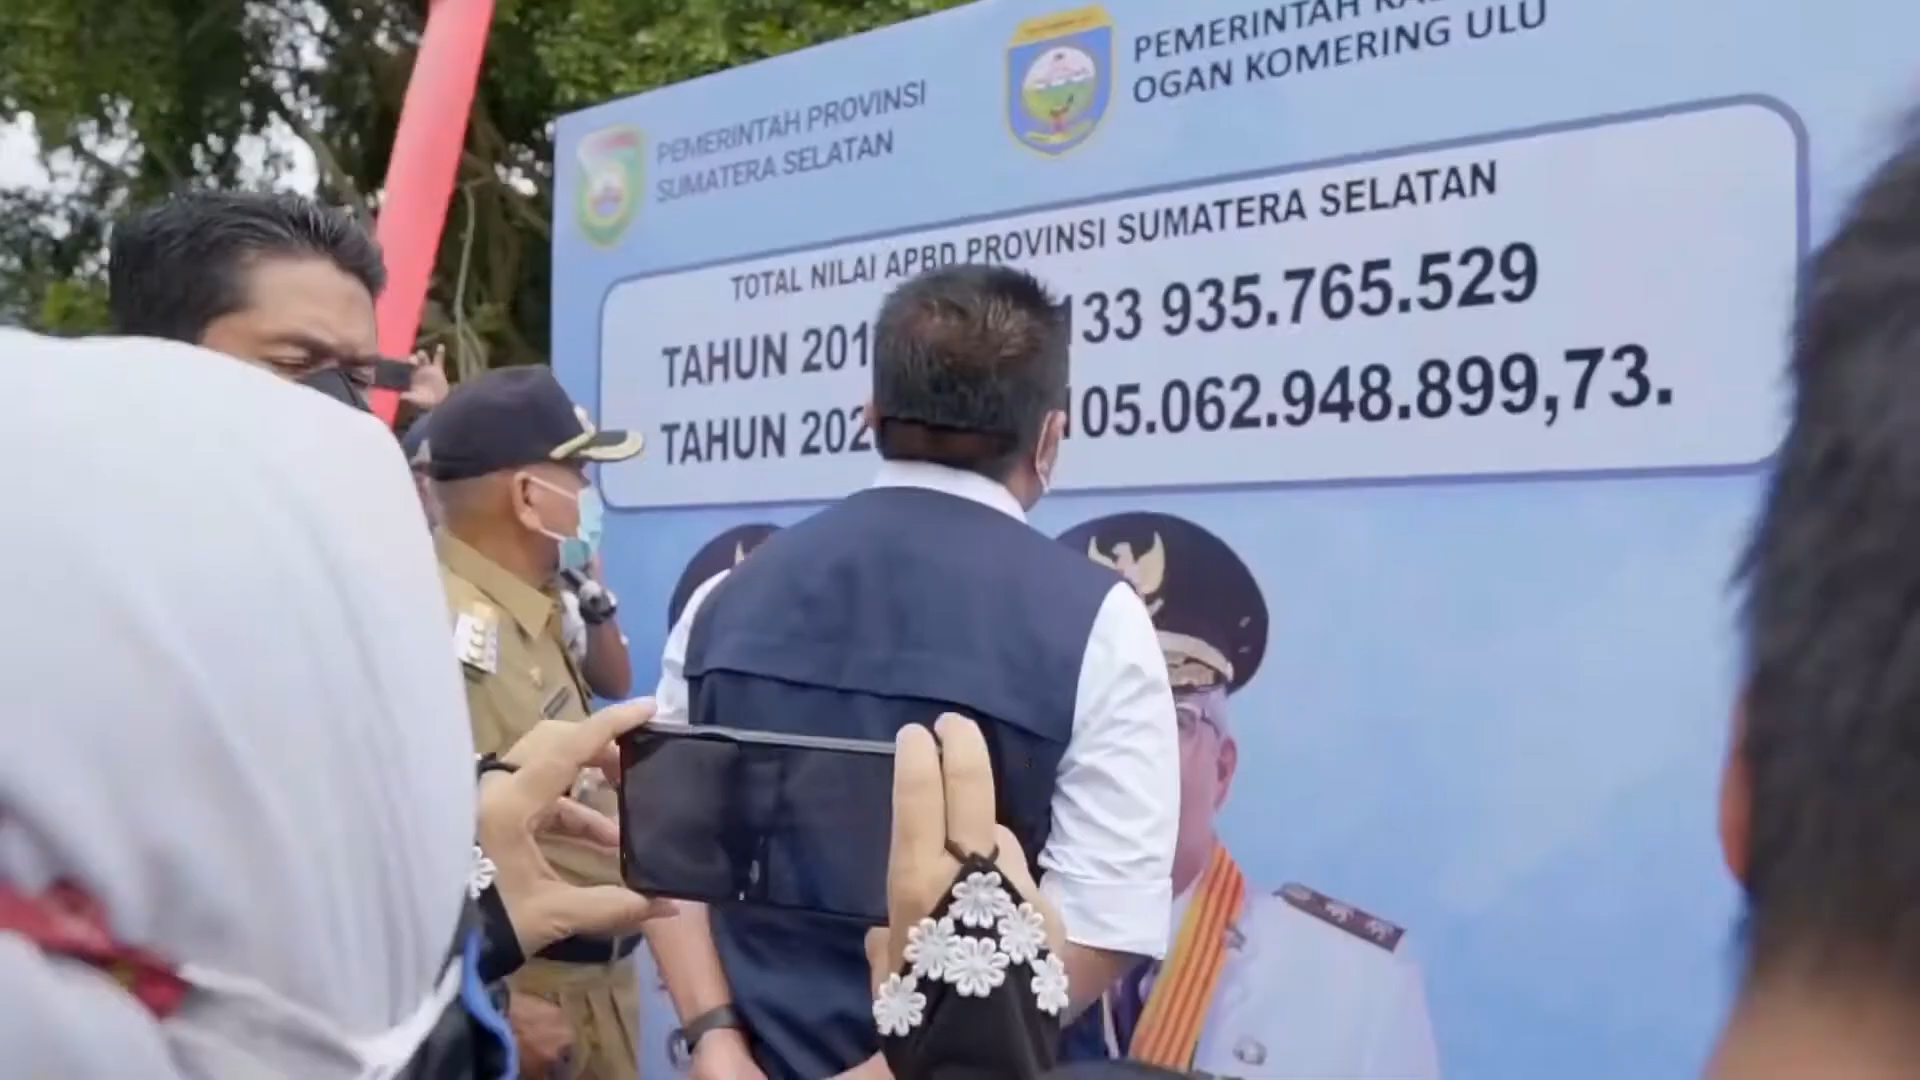 PEMERINTAH PROVINSI
SUMATERA SELATAN
PEMERINTAH
OGAN KOMERING ULU
TOTAL NILAI APBD PROVINSI SUMATERA SELATAN
TAHUN 201 133 935.765.529
TAHUN 202 105.062.948.899,73.